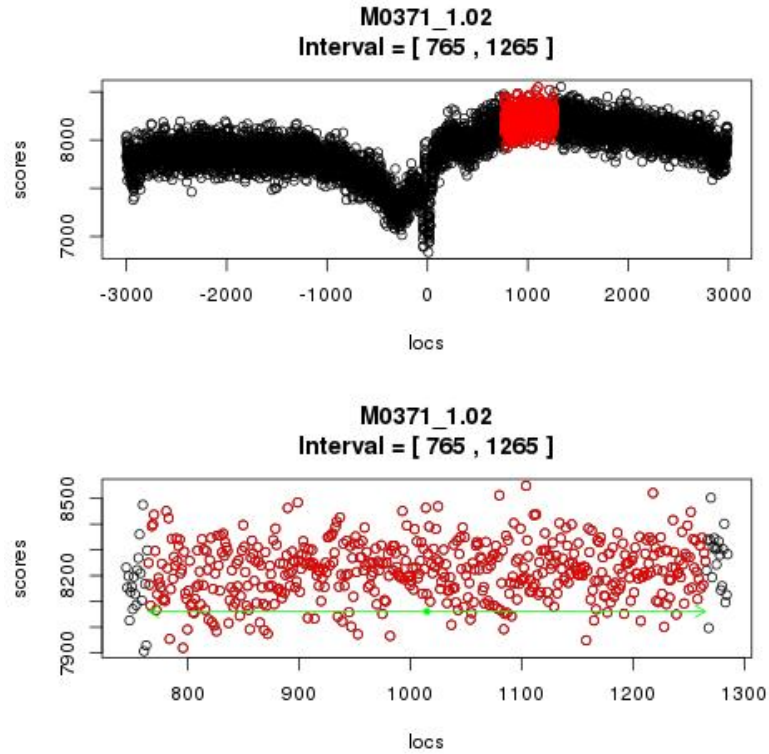 M0371_1.02
Interval = [ 765 , 1265 ]
scores
8000
7000
-3000 -2000 -1000 0 1000 2000 3000
locs
M0371_1.02
Interval = [ 765 , 1265 ]
scores
8500
8200
7900
800 900 1000 1100 1200 1300
locs